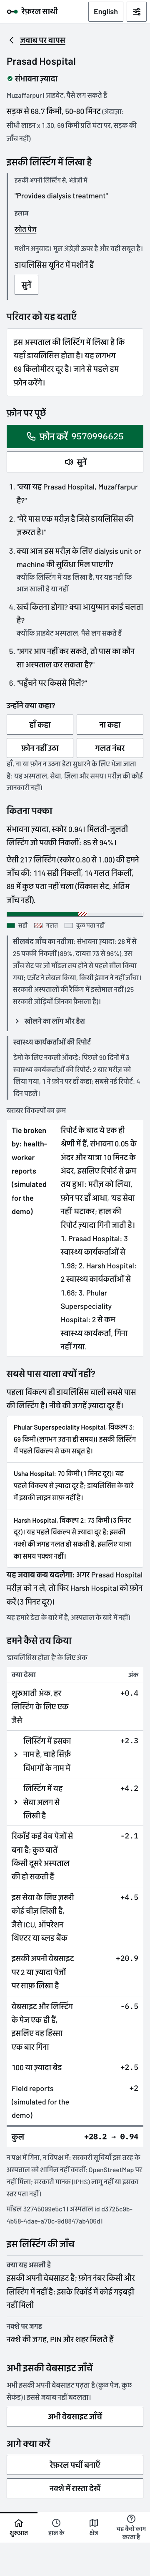 रेफ़रल साथी
English
जवाब पर वापस
Prasad Hospital
संभावना ज़्यादा
Muzaffarpur। प्राइवेट, पैसे लग सकते हैं
सड़क से 68.7 किमी, 50-80 मिनट (अंदाज़ा:
सीधी लाइन x 1.30, 69 किमी प्रति घंटा पर, सड़क की
जाँच नहीं)
इसकी लिस्टिंग में लिखा है
इसकी अपनी लिस्टिंग से, अंग्रेज़ी में
“Provides dialysis treatment”
इलाज
स्रोत पेज
मशीन अनुवाद। मूल अंग्रेज़ी ऊपर है और वही सबूत है।
डायलिसिस यूनिट में मशीनें हैं
सुनें
परिवार को यह बताएँ
इस अस्पताल की लिस्टिंग में लिखा है कि
यहाँ डायलिसिस होता है। यह लगभग
69 किलोमीटर दूर है। जाने से पहले हम
फ़ोन करेंगे।
फ़ोन पर पूछें
फ़ोन करें 9570996625
सुनें
1. “क्या यह Prasad Hospital, Muzaffarpur
है?”
2. “मेरे पास एक मरीज़ है जिसे डायलिसिस की
ज़रूरत है।”
3. क्या आज इस मरीज़ के लिए dialysis unit or
machine की सुविधा मिल पाएगी?
क्योंकि लिस्टिंग में यह लिखा है, पर यह नहीं कि
आज खाली है या नहीं
4. खर्च कितना होगा? क्या आयुष्मान कार्ड चलता
है?
क्योंकि प्राइवेट अस्पताल, पैसे लग सकते हैं
5. “अगर आप नहीं कर सकते, तो पास का कौन
सा अस्पताल कर सकता है?”
6. “पहुँचने पर किससे मिलें?”
उन्होंने क्या कहा?
हाँ कहा
ना कहा
फ़ोन नहीं उठा
गलत नंबर
हाँ, ना या फ़ोन न उठना डेटा सुधारने के लिए भेजा जाता
है: यह अस्पताल, सेवा, ज़िला और समय। मरीज़ की कोई
जानकारी नहीं।
कितना पक्का
संभावना ज़्यादा, स्कोर 0.94। मिलती-जुलती
लिस्टिंग जो पक्की निकलीं: 85 से 94%।
ऐसी 217 लिस्टिंग (स्कोर 0.80 से 1.00) की हमने
जाँच की: 114 सही निकलीं, 14 गलत निकलीं,
89 में कुछ पता नहीं चला (विकास सेट, अंतिम
जाँच नहीं).
सही
गलत
कुछ पता नहीं
सीलबंद जाँच का नतीजा: संभावना ज़्यादा: 28 में से
25 पक्की निकलीं (89%, दायरा 73 से 96%), उस
जाँच सेट पर जो मॉडल तय होने से पहले सील किया
गया; एजेंट ने लेबल किया, किसी इंसान ने नहीं जाँचा।
सरकारी अस्पतालों की रैंकिंग में इस्तेमाल नहीं (25
सरकारी जोड़ियाँ जिनका फ़ैसला है)।
खोलने का लॉग और हैश
स्वास्थ्य कार्यकर्ताओं की रिपोर्ट
डेमो के लिए नकली आँकड़े: पिछले 90 दिनों में 3
स्वास्थ्य कार्यकर्ताओं की रिपोर्ट: 2 बार मरीज़ को
लिया गया, 1 ने फ़ोन पर हाँ कहा; सबसे नई रिपोर्ट: 4
दिन पहले।
बराबर विकल्पों का क्रम
Tie broken
by: health-
worker
reports
(simulated
for the
demo)
रिपोर्ट के बाद ये एक ही
श्रेणी में हैं, संभावना 0.05 के
अंदर और यात्रा 10 मिनट के
अंदर, इसलिए रिपोर्ट से क्रम
तय हुआ: मरीज़ को लिया,
फ़ोन पर हाँ आधा, 'यह सेवा
नहीं' घटाकर; हाल की
रिपोर्ट ज़्यादा गिनी जाती है।
1. Prasad Hospital: 3
स्वास्थ्य कार्यकर्ताओं से
1.98; 2. Harsh Hospital:
2 स्वास्थ्य कार्यकर्ताओं से
1.68; 3. Phular
Superspeciality
Hospital: 2 से कम
स्वास्थ्य कार्यकर्ता, गिना
नहीं गया.
सबसे पास वाला क्यों नहीं?
पहला विकल्प ही डायलिसिस वाली सबसे पास
की लिस्टिंग है। नीचे की जगहें ज़्यादा दूर हैं।
Phular Superspeciality Hospital, विकल्प 3:
69 किमी (लगभग उतना ही समय)। इसकी लिस्टिंग
में पहले विकल्प से कम सबूत है।
Usha Hospital: 70 किमी (1 मिनट दूर)। यह
पहले विकल्प से ज़्यादा दूर है; डायलिसिस के बारे
में इसकी लाइन साफ़ नहीं है।
Harsh Hospital, विकल्प 2: 73 किमी (3 मिनट
दूर)। यह पहले विकल्प से ज़्यादा दूर है; इसकी
नक्शे की जगह गलत हो सकती है, इसलिए यात्रा
का समय पक्का नहीं।
यह जवाब कब बदलेगा: अगर Prasad Hospital
मरीज़ को न ले, तो फिर Harsh Hospital को फ़ोन
करें (3 मिनट दूर)।
यह हमारे डेटा के बारे में है, अस्पताल के बारे में नहीं।
हमने कैसे तय किया
'डायलिसिस होता है' के लिए अंक
क्या देखा
अंक
शुरुआती अंक, हर
लिस्टिंग के लिए एक
जैसे
+0.4
लिस्टिंग में इसका
नाम है, चाहे सिर्फ़
विभागों के नाम में
+2.3
लिस्टिंग में यह
सेवा अलग से
लिखी है
+4.2
रिकॉर्ड कई वेब पेजों से
बना है; कुछ बातें
किसी दूसरे अस्पताल
की हो सकती हैं
-2.1
इस सेवा के लिए ज़रूरी
कोई चीज़ लिखी है,
जैसे ICU, ऑपरेशन
थिएटर या ब्लड बैंक
+4.5
इसकी अपनी वेबसाइट
पर 2 या ज़्यादा पेजों
पर साफ़ लिखा है
+20.9
वेबसाइट और लिस्टिंग
के पेज एक ही हैं,
इसलिए वह हिस्सा
एक बार गिना
-6.5
100 या ज़्यादा बेड
+2.5
Field reports
(simulated for the
demo)
+2
कुल
+28.2 → 0.94
न पक्ष में गिना, न विपक्ष में: सरकारी सूचियाँ इस तरह के
अस्पताल को शामिल नहीं करतीं; OpenStreetMap पर
नहीं मिला; सरकारी मानक (IPHS) लागू नहीं या इसका
स्तर पता नहीं।
मॉडल 32745099e5c1। अस्पताल id d3725c9b-
4b58-4dae-a70c-9d8847ab406d।
इस लिस्टिंग की जाँच
क्या यह असली है
इसकी अपनी वेबसाइट है; फ़ोन नंबर किसी और
लिस्टिंग में नहीं है; इसके रिकॉर्ड में कोई गड़बड़ी
नहीं मिली
नक्शे पर जगह
नक्शे की जगह, PIN और शहर मिलते हैं
अभी इसकी वेबसाइट जाँचें
अभी इसकी अपनी वेबसाइट पढ़ता है (कुछ पेज, कुछ
सेकंड)। इससे जवाब नहीं बदलता।
अभी वेबसाइट जाँचें
आगे क्या करें
रेफ़रल पर्ची बनाएँ
नक्शे में रास्ता देखें
शुरुआत
हाल के
क्षेत्र
यह कैसे काम
करता है